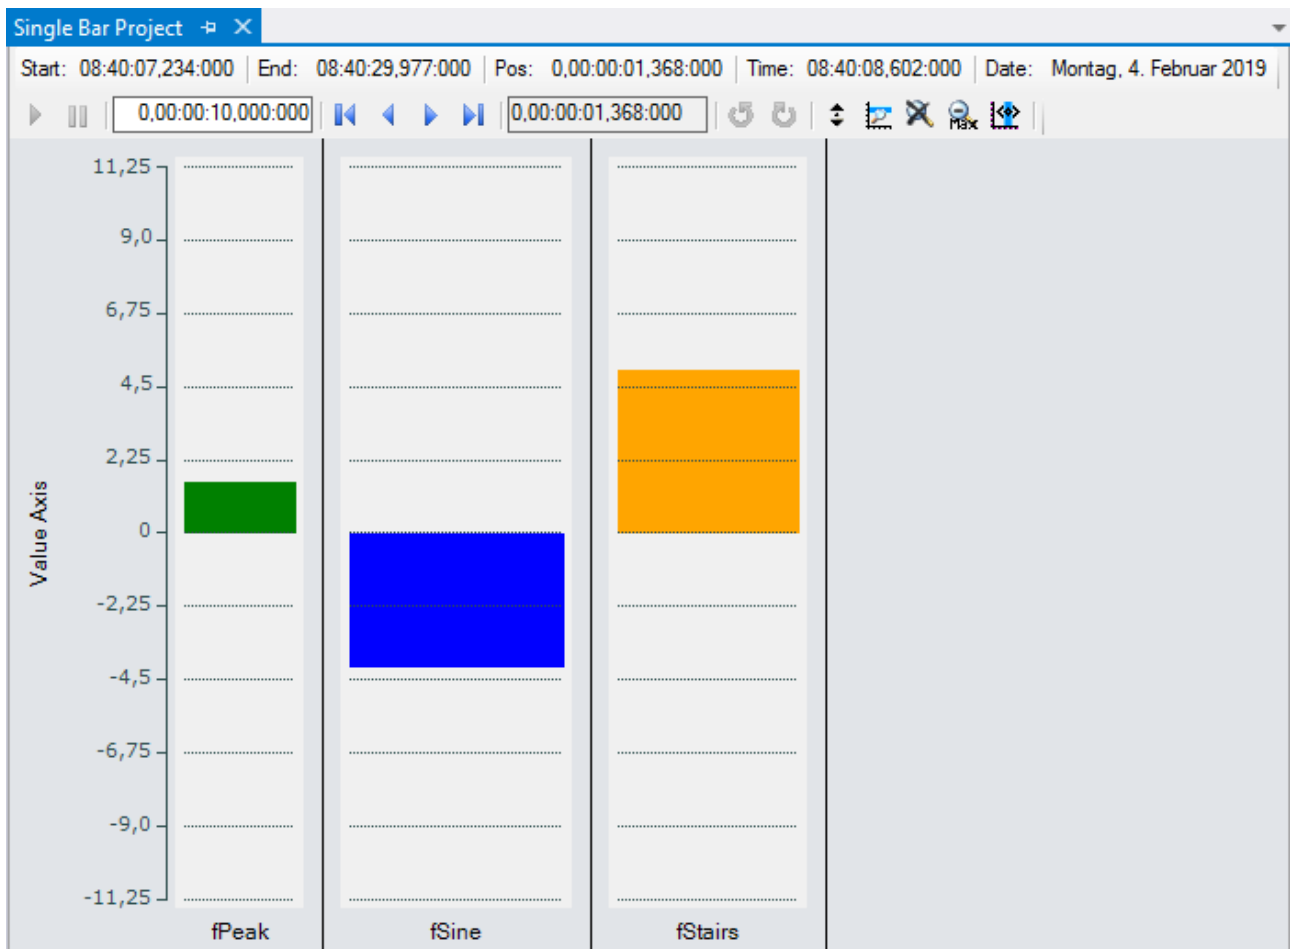 Single Bar Project
Start: 08:40:07,234:000 End: 08:40:29,977:000 Pos: 0,00:00:01,368:000 Time: 08:40:08,602:000 Date: Montag, 4. Februar 2019
0,00:00:10,000:000 0,00:00:01,368:000 Max
11,25
9,0
6,75
4,5
2,25
0
-2,25
-4,5
-6,75
-9,0
-11,25
Value Axis
fPeak fSine fStairs